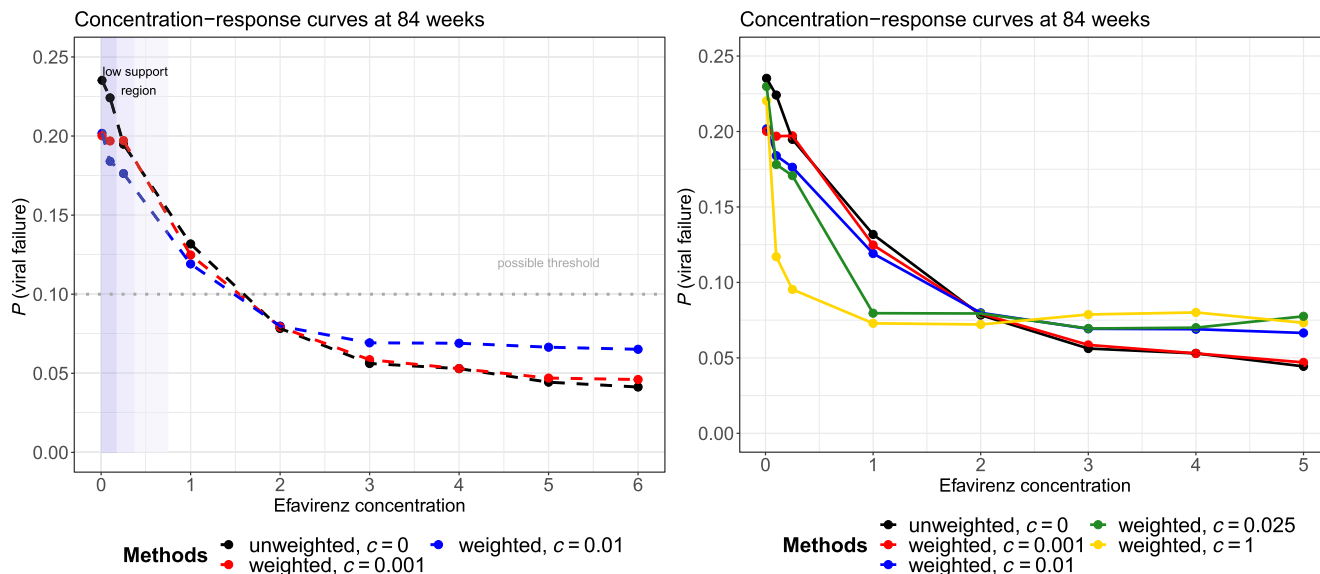 Concentration−response curves at 84 weeks
0.25
0.20
0.15
0.10
0.05
0.00
P (viral failure)
low support
region
possible threshold
0 1 2 3 4 5 6
Efavirenz concentration
Methods
unweighted, c = 0
weighted, c = 0.01
weighted, c = 0.001
Concentration−response curves at 84 weeks
0.25
0.20
0.15
0.10
0.05
0.00
P (viral failure)
0 1 2 3 4 5
Efavirenz concentration
Methods
unweighted, c = 0
weighted, c = 0.025
weighted, c = 0.001
weighted, c = 1
weighted, c = 0.01